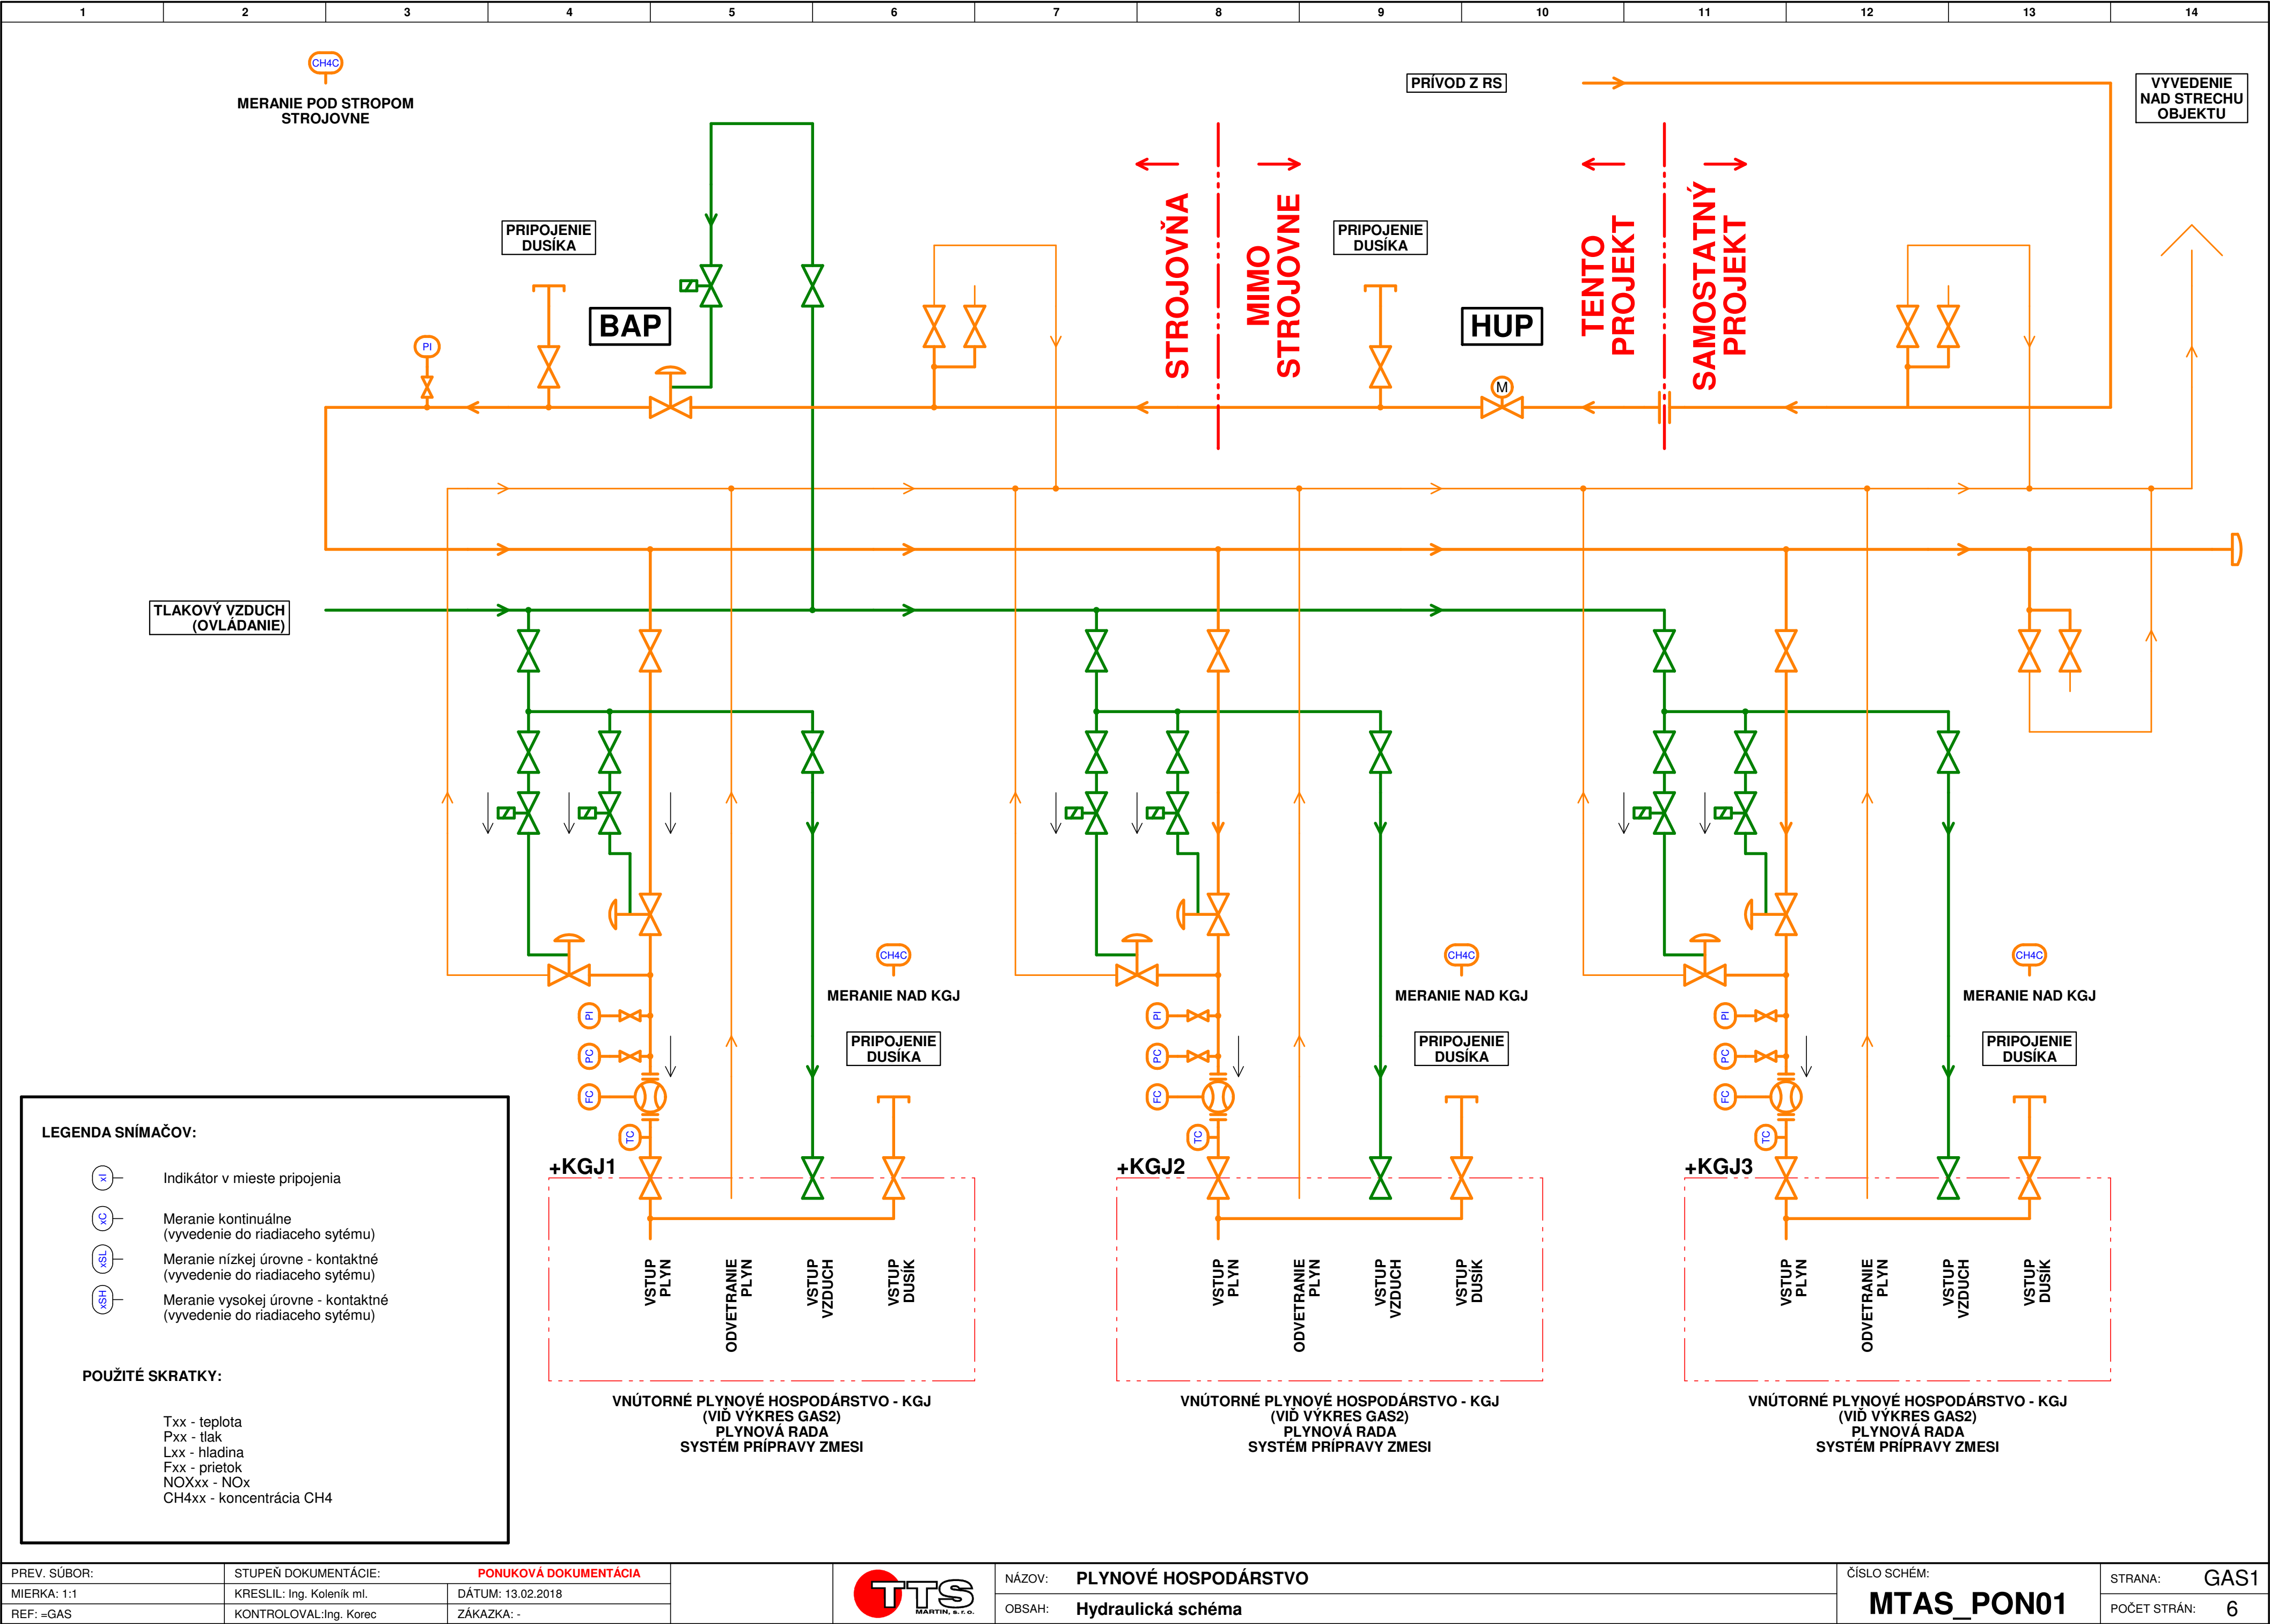 1 2 3 4 5 6 7 8 9 10 11 12 13 14
CH4C
MERANIE POD STROPOM
STROJOVNE
PRÍVOD Z RS
VYVEDENIE
NAD STRECHU
OBJEKTU
PRIPOJENIE
DUSÍKA
BAP
PI
STROJOVŇA
MIMO
STROJOVNE
PRIPOJENIE
DUSÍKA
HUP
M
TENTO
PROJEKT
SAMOSTATNÝ
PROJEKT
TLAKOVÝ VZDUCH
(OVLÁDANIE)
CH4C
MERANIE NAD KGJ
PRIPOJENIE
DUSÍKA
PI
PC
FC
TC
+KGJ1
VSTUP
PLYN
ODVETRANIE
PLYN
VSTUP
VZDUCH
VSTUP
DUSÍK
VNÚTORNÉ PLYNOVÉ HOSPODÁRSTVO - KGJ
(VIĎ VÝKRES GAS2)
PLYNOVÁ RADA
SYSTÉM PRÍPRAVY ZMESI
CH4C
MERANIE NAD KGJ
PRIPOJENIE
DUSÍKA
PI
PC
FC
TC
+KGJ2
VSTUP
PLYN
ODVETRANIE
PLYN
VSTUP
VZDUCH
VSTUP
DUSÍK
VNÚTORNÉ PLYNOVÉ HOSPODÁRSTVO - KGJ
(VIĎ VÝKRES GAS2)
PLYNOVÁ RADA
SYSTÉM PRÍPRAVY ZMESI
CH4C
MERANIE NAD KGJ
PRIPOJENIE
DUSÍKA
PI
PC
FC
TC
+KGJ3
VSTUP
PLYN
ODVETRANIE
PLYN
VSTUP
VZDUCH
VSTUP
DUSÍK
VNÚTORNÉ PLYNOVÉ HOSPODÁRSTVO - KGJ
(VIĎ VÝKRES GAS2)
PLYNOVÁ RADA
SYSTÉM PRÍPRAVY ZMESI
LEGENDA SNÍMAČOV:
xI Indikátor v mieste pripojenia
xC Meranie kontinuálne
(vyvedenie do riadiaceho sytému)
xSL Meranie nízkej úrovne - kontaktné
(vyvedenie do riadiaceho sytému)
xSH Meranie vysokej úrovne - kontaktné
(vyvedenie do riadiaceho sytému)
POUŽITÉ SKRATKY:
Txx - teplota
Pxx - tlak
Lxx - hladina
Fxx - prietok
NOXxx - NOx
CH4xx - koncentrácia CH4
PREV. SÚBOR:
MIERKA: 1:1
REF: =GAS
STUPEŇ DOKUMENTÁCIE: PONUKOVÁ DOKUMENTÁCIA
KRESLIL: Ing. Koleník ml. DÁTUM: 13.02.2018
KONTROLOVAL:Ing. Korec ZÁKAZKA: -
TTS
MARTIN, s. r. o.
NÁZOV: PLYNOVÉ HOSPODÁRSTVO
OBSAH: Hydraulická schéma
ČÍSLO SCHÉM:
MTAS_PON01
STRANA: GAS1
POČET STRÁN: 6